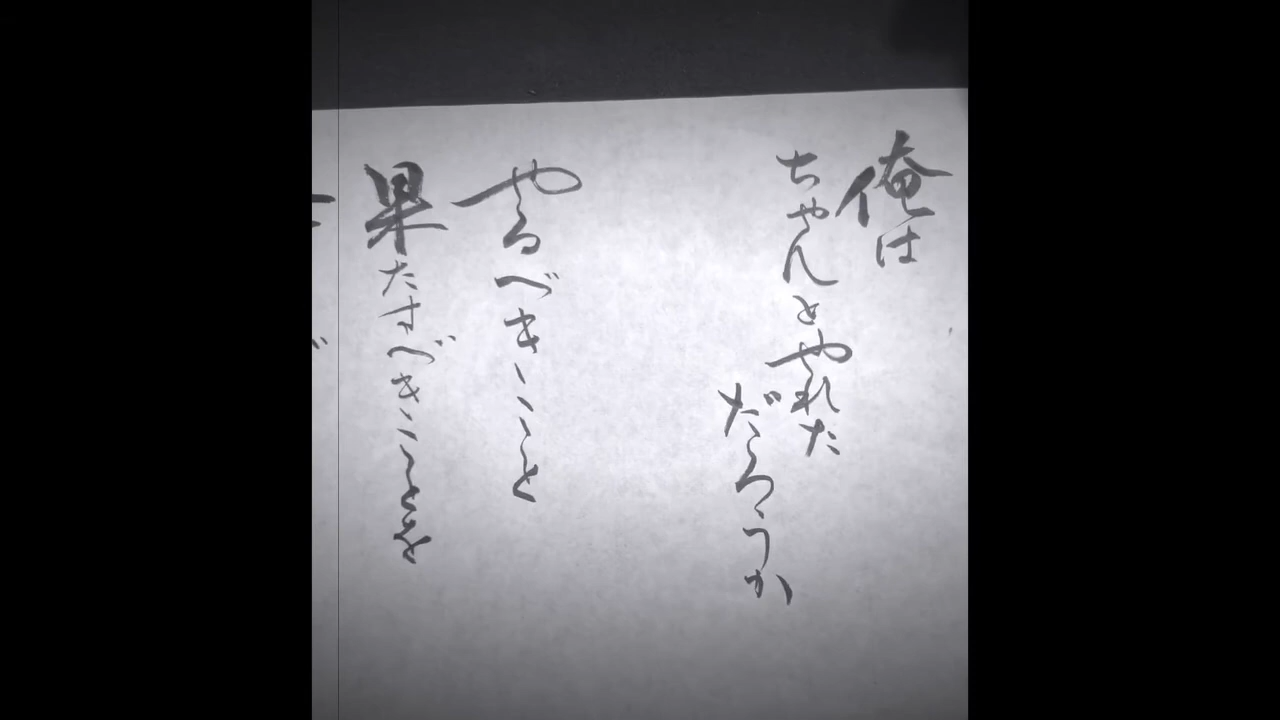 俺は
ちゃんとやれた
だろうか
やるべきこと
果たすべきことを